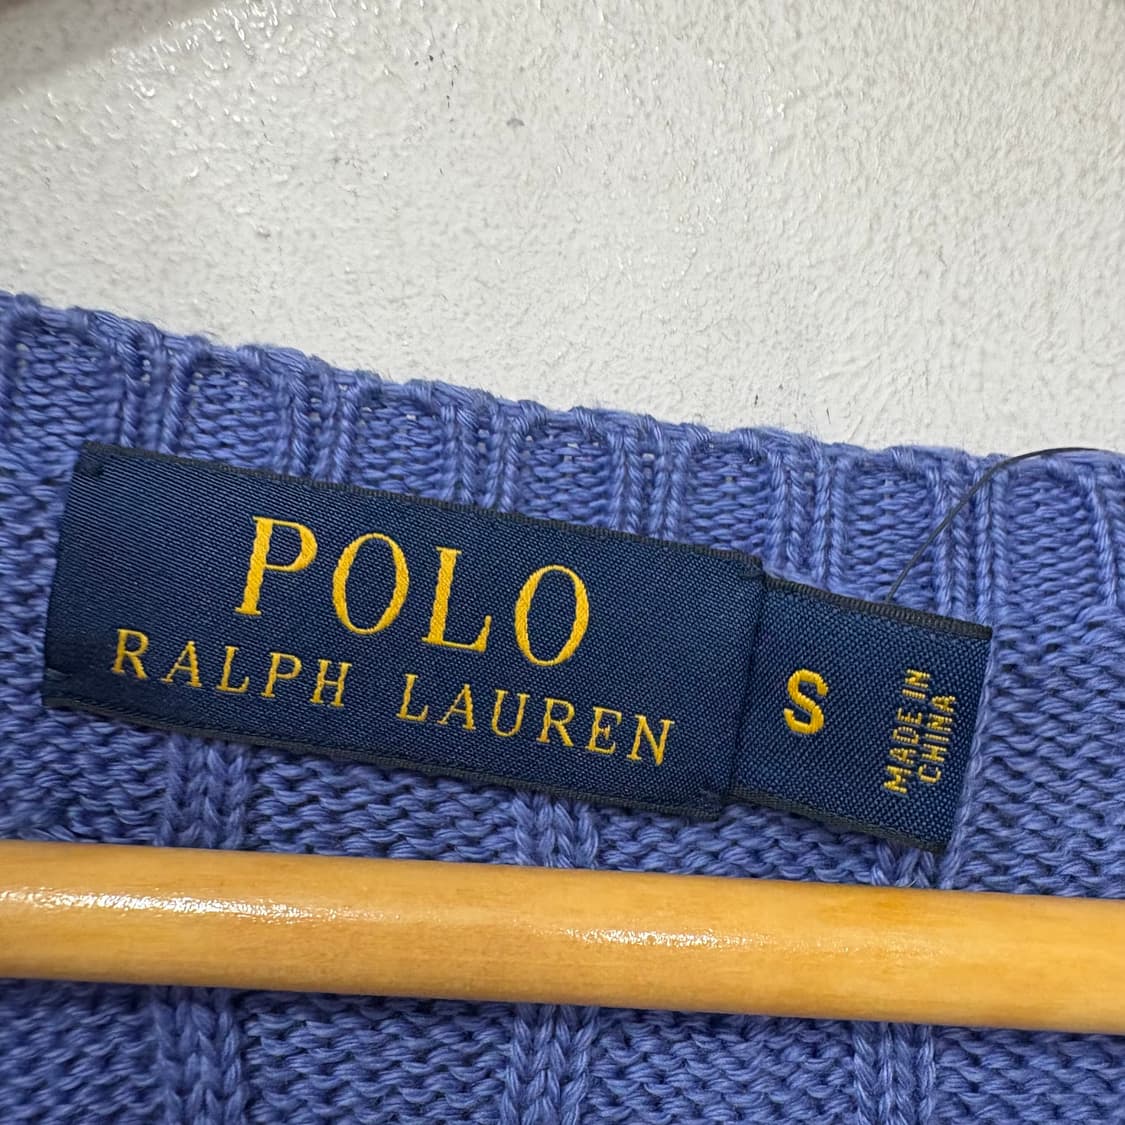 POLO
RALPH LAUREN
S
MADE IN
CHINA